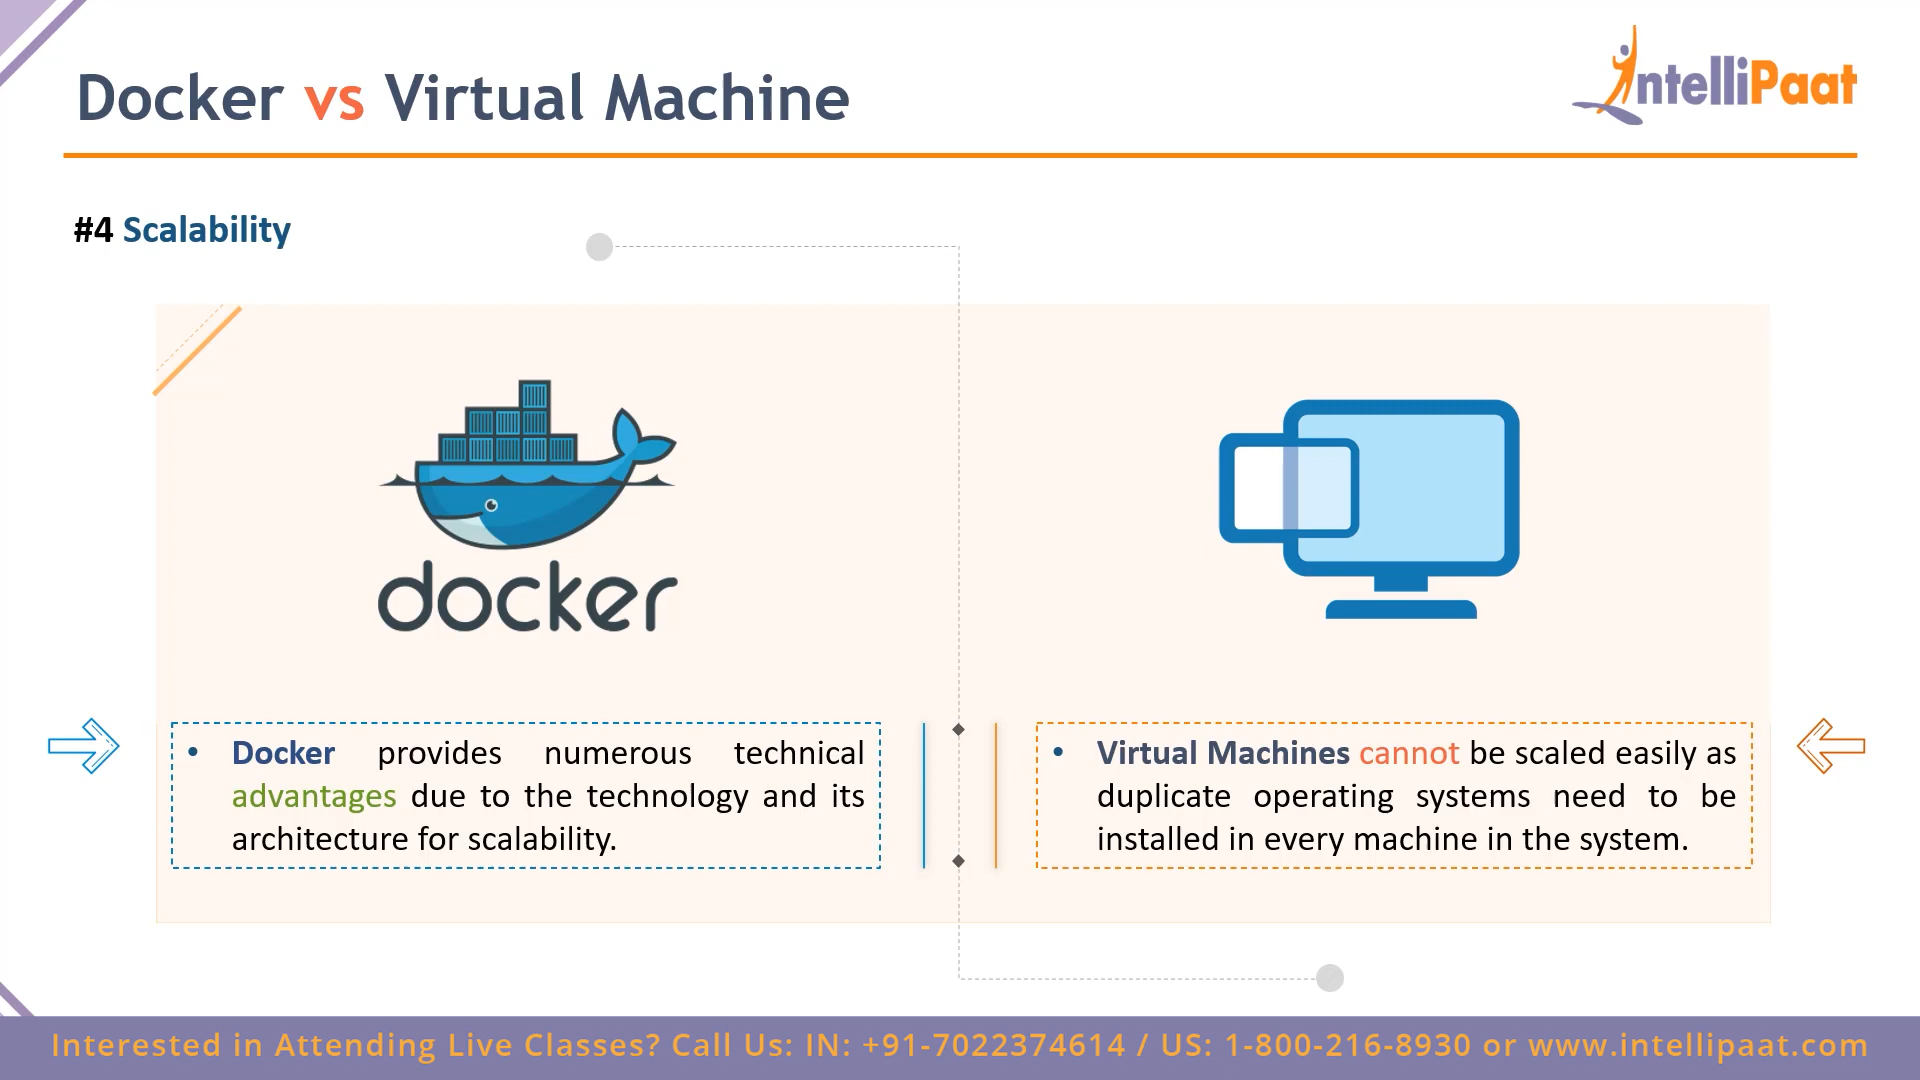 Docker vs Virtual Machine
IntelliPaat
#4 Scalability
docker
• Docker provides numerous technical
advantages due to the technology and its
architecture for scalability.
• Virtual Machines cannot be scaled easily as
duplicate operating systems need to be
installed in every machine in the system.
Interested in Attending Live Classes? Call Us: IN: +91-7022374614 / US: 1-800-216-8930 or www.intellipaat.com